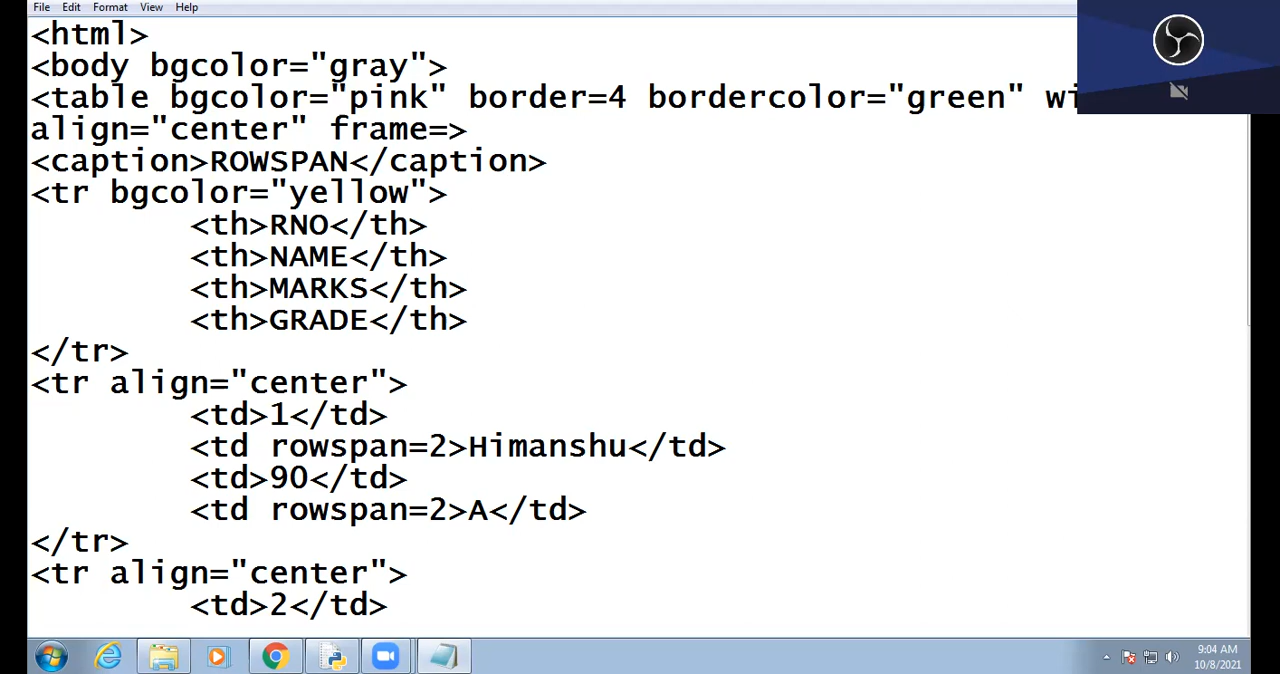 File Edit Format View Help
<html>
<body bgcolor="gray">
<table bgcolor="pink" border=4 bordercolor="green" wi
align="center" frame=>
<caption>ROWSPAN</caption>
<tr bgcolor="yellow">
<th>RNO</th>
<th>NAME</th>
<th>MARKS</th>
<th>GRADE</th>
</tr>
<tr align="center">
<td>1</td>
<td rowspan=2>Himanshu</td>
<td>90</td>
<td rowspan=2>A</td>
</tr>
<tr align="center">
<td>2</td>
9:04 AM
10/8/2021